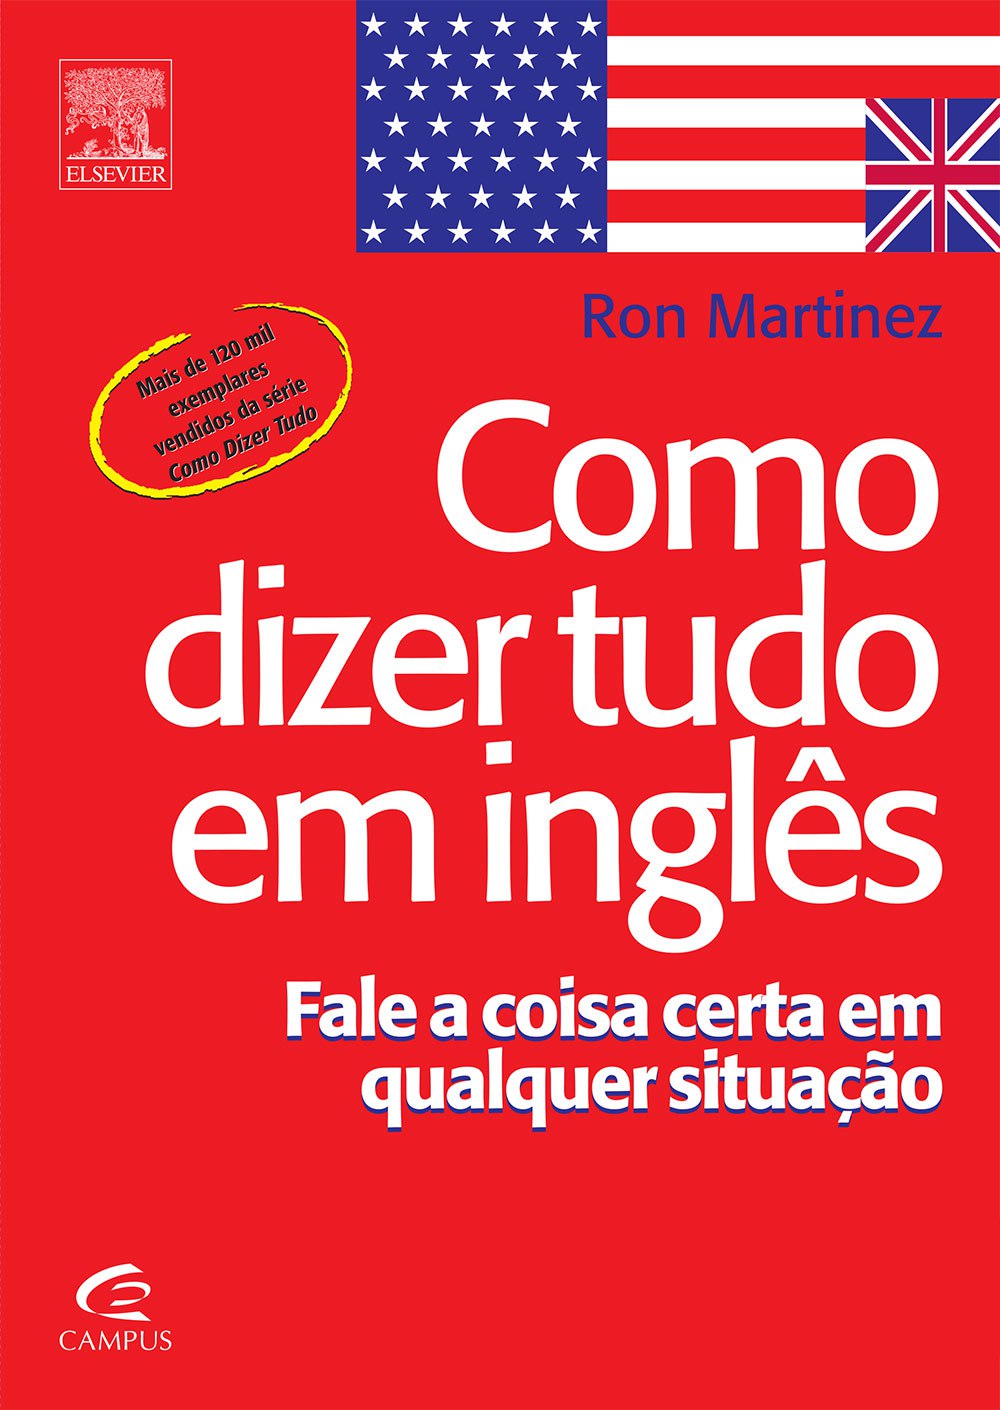 ELSEVIER
Ron Martinez
Mais de 120 mil
exemplares
vendidos da série
Como Dizer Tudo
Como
dizer tudo
em inglês
Fale a coisa certa em
qualquer situação
CAMPUS